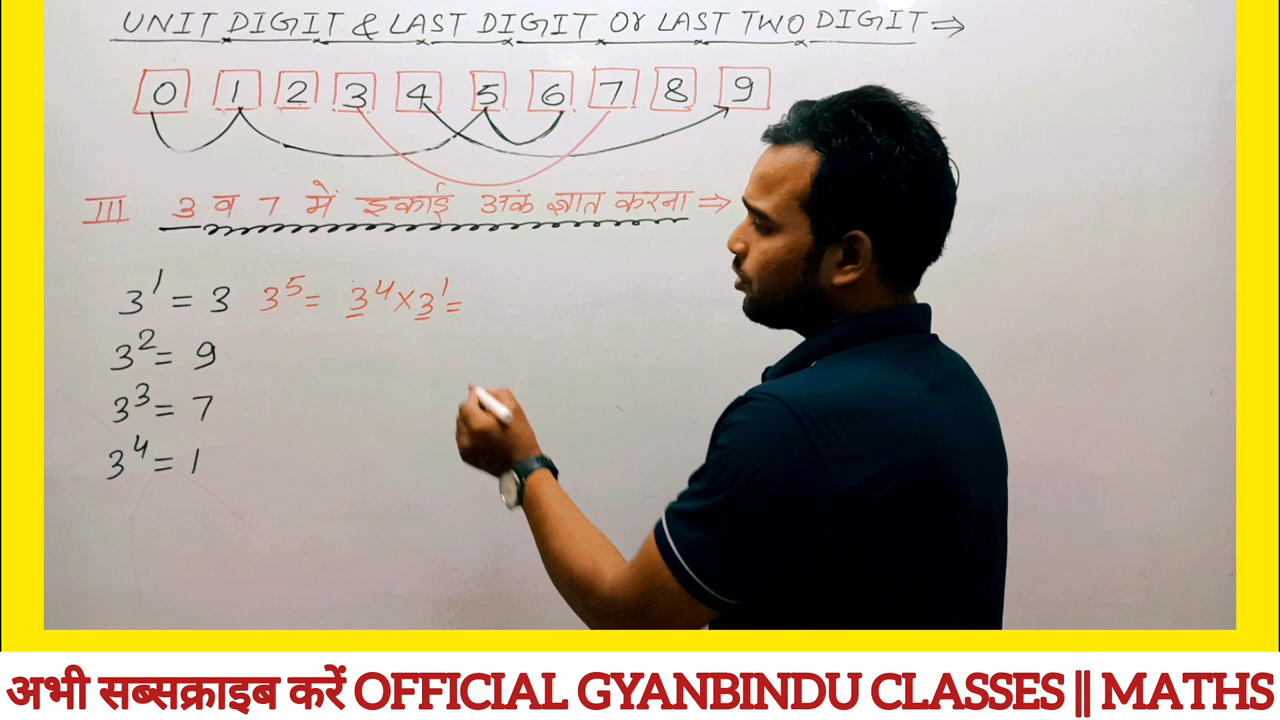 UNIT DIGIT & LAST DIGIT Or LAST TWO DIGIT ⇒
0 1 2 3 4 5 6 7 8 9
III 3 व 7 में इकाई अंक ज्ञात करना ⇒
3¹ = 3 3⁵ = 3⁴ × 3¹ =
3² = 9
3³ = 7
3⁴ = 1
अभी सब्सक्राइब करें OFFICIAL GYANBINDU CLASSES || MATHS